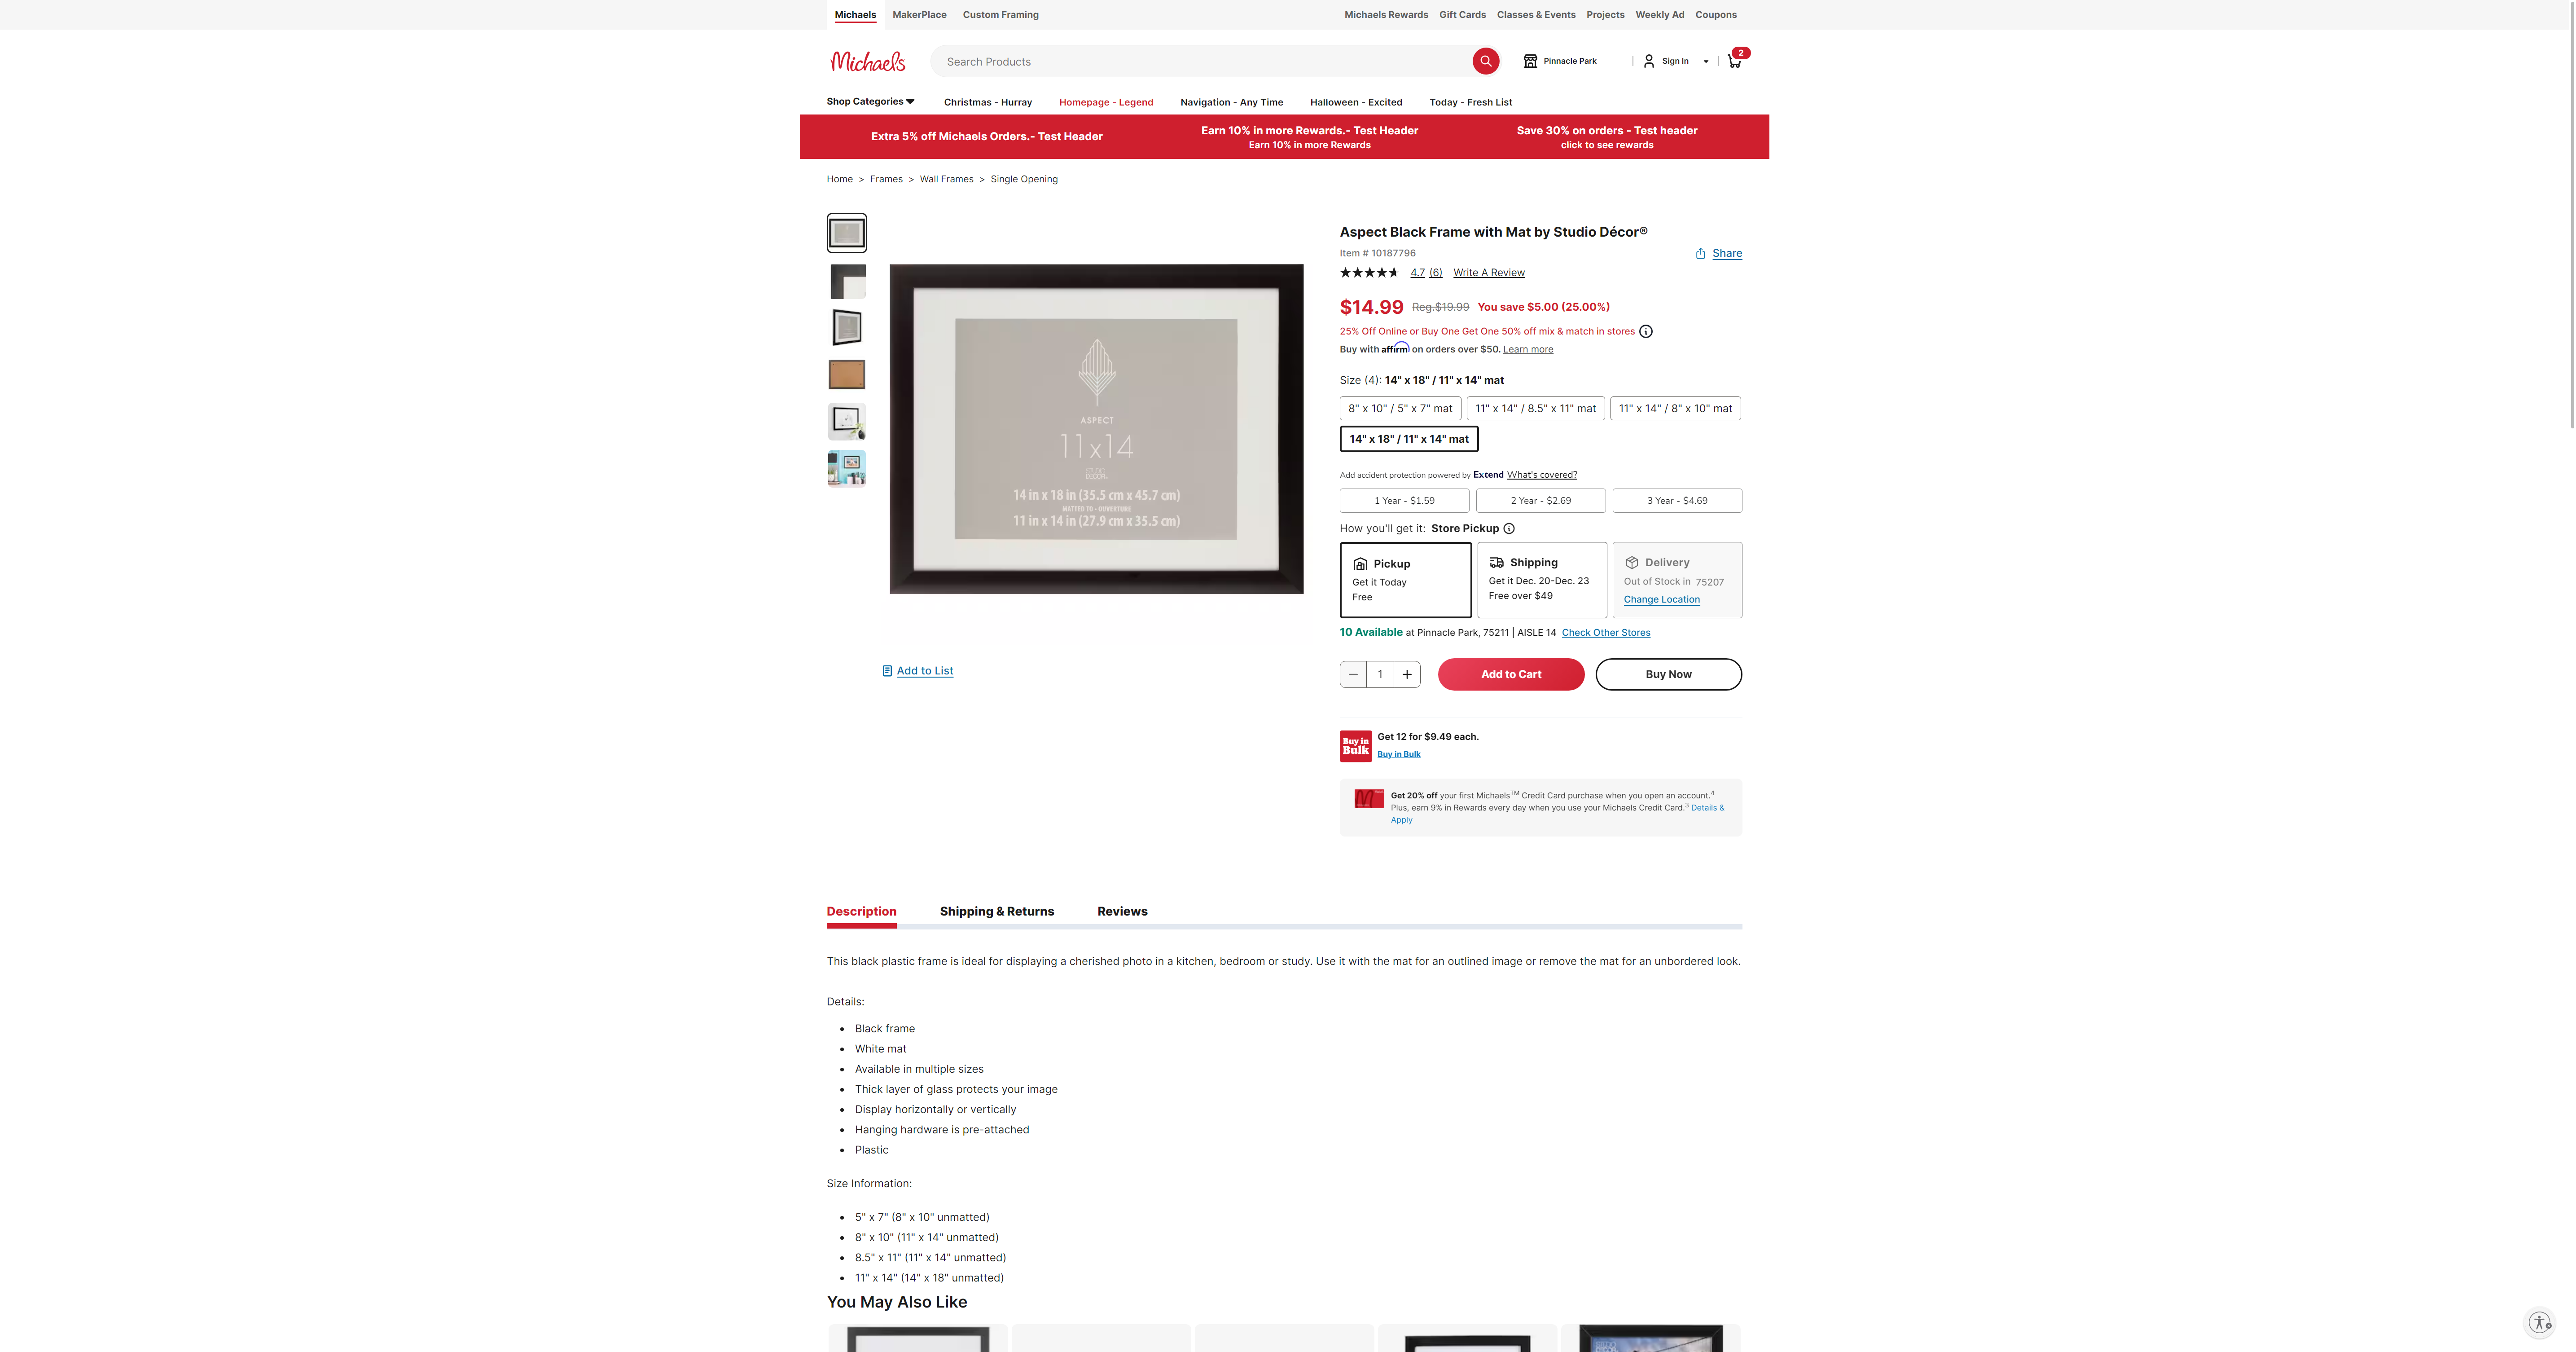 Michaels MakerPlace Custom Framing Michaels Rewards Gift Cards Classes & Events Projects Weekly Ad Coupons
Michaels Search Products Pinnacle Park | Sign In | 2
Shop Categories Christmas - Hurray Homepage - Legend Navigation - Any Time Halloween - Excited Today - Fresh List
Extra 5% off Michaels Orders.- Test Header
Earn 10% in more Rewards.- Test Header
Earn 10% in more Rewards
Save 30% on orders - Test header
click to see rewards
Home > Frames > Wall Frames > Single Opening
ASPECT
11x14
STUDIO
DÉCOR
14 in x 18 in (35.5 cm x 45.7 cm)
MATTED TO • OUVERTURE
11 in x 14 in (27.9 cm x 35.5 cm)
Add to List
Aspect Black Frame with Mat by Studio Décor®
Item # 10187796 Share
4.7 (6) Write A Review
$14.99 Reg.$19.99 You save $5.00 (25.00%)
25% Off Online or Buy One Get One 50% off mix & match in stores
Buy with affirm on orders over $50. Learn more
Size (4): 14" x 18" / 11" x 14" mat
8" x 10" / 5" x 7" mat 11" x 14" / 8.5" x 11" mat 11" x 14" / 8" x 10" mat
14" x 18" / 11" x 14" mat
Add accident protection powered by Extend What's covered?
1 Year - $1.59 2 Year - $2.69 3 Year - $4.69
How you'll get it: Store Pickup
Pickup
Get it Today
Free
Shipping
Get it Dec. 20-Dec. 23
Free over $49
Delivery
Out of Stock in 75207
Change Location
10 Available at Pinnacle Park, 75211 | AISLE 14 Check Other Stores
1 Add to Cart Buy Now
Buy in
Bulk
Get 12 for $9.49 each.
Buy in Bulk
Get 20% off your first Michaels™ Credit Card purchase when you open an account.4
Plus, earn 9% in Rewards every day when you use your Michaels Credit Card.3 Details &
Apply
Description Shipping & Returns Reviews
This black plastic frame is ideal for displaying a cherished photo in a kitchen, bedroom or study. Use it with the mat for an outlined image or remove the mat for an unbordered look.
Details:
• Black frame
• White mat
• Available in multiple sizes
• Thick layer of glass protects your image
• Display horizontally or vertically
• Hanging hardware is pre-attached
• Plastic
Size Information:
• 5" x 7" (8" x 10" unmatted)
• 8" x 10" (11" x 14" unmatted)
• 8.5" x 11" (11" x 14" unmatted)
• 11" x 14" (14" x 18" unmatted)
You May Also Like